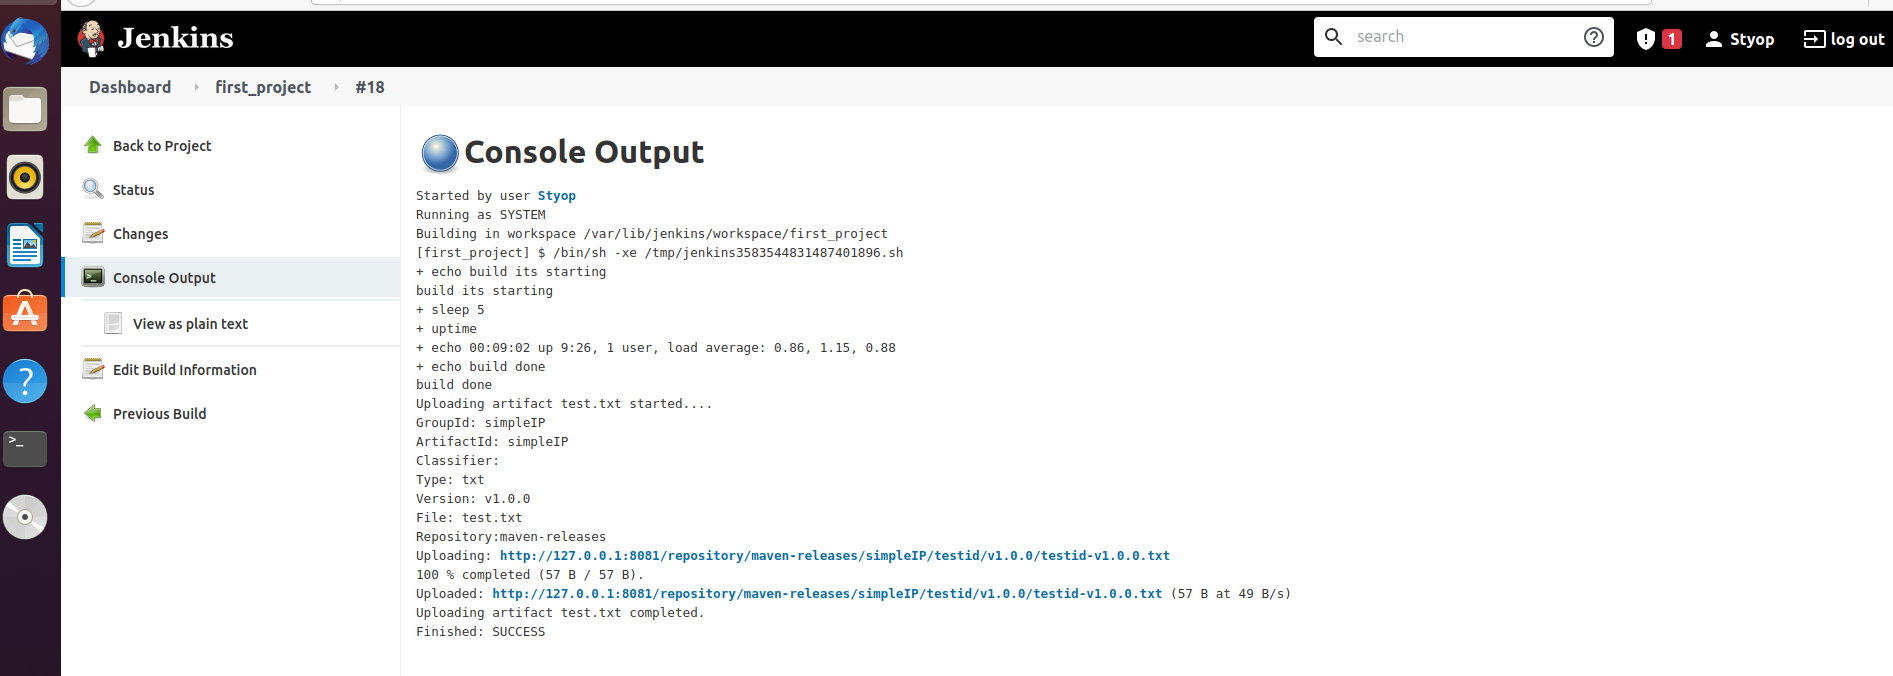 Jenkins
search
1
Styop
log out
Dashboard
first_project
#18
Back to Project
Status
Changes
Console Output
View as plain text
Edit Build Information
Previous Build
Console Output
Started by user Styop
Running as SYSTEM
Building in workspace /var/lib/jenkins/workspace/first_project
[first_project] $ /bin/sh -xe /tmp/jenkins3583544831487401896.sh
+ echo build its starting
build its starting
+ sleep 5
+ uptime
+ echo 00:09:02 up 9:26, 1 user, load average: 0.86, 1.15, 0.88
+ echo build done
build done
Uploading artifact test.txt started....
GroupId: simpleIP
ArtifactId: simpleIP
Classifier:
Type: txt
Version: v1.0.0
File: test.txt
Repository:maven-releases
Uploading: http://127.0.0.1:8081/repository/maven-releases/simpleIP/testid/v1.0.0/testid-v1.0.0.txt
100 % completed (57 B / 57 B).
Uploaded: http://127.0.0.1:8081/repository/maven-releases/simpleIP/testid/v1.0.0/testid-v1.0.0.txt (57 B at 49 B/s)
Uploading artifact test.txt completed.
Finished: SUCCESS